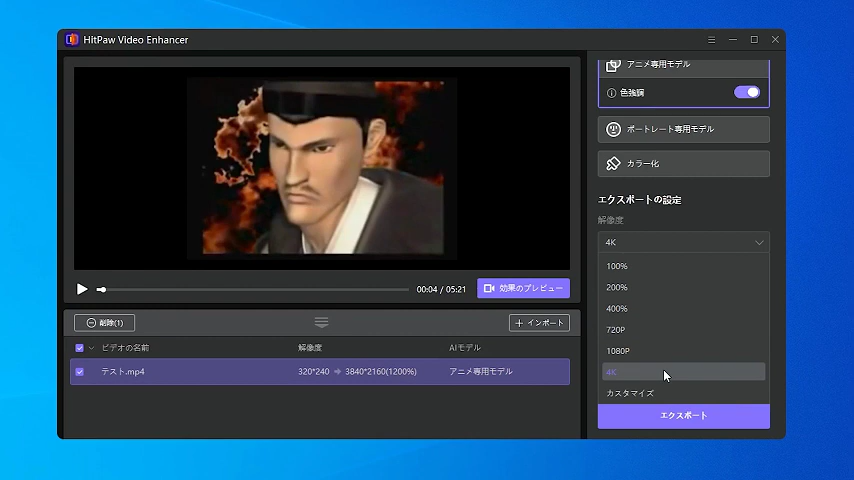 HitPaw Video Enhancer
アニメ専用モデル
色強調
ポートレート専用モデル
カラー化
エクスポートの設定
解像度
4K
100%
200%
400%
720P
1080P
4K
カスタマイズ
エクスポート
00:04 / 05:21
効果のプレビュー
削除(1)
インポート
ビデオの名前 解像度 AIモデル
テスト.mp4 320*240 3840*2160(1200%) アニメ専用モデル